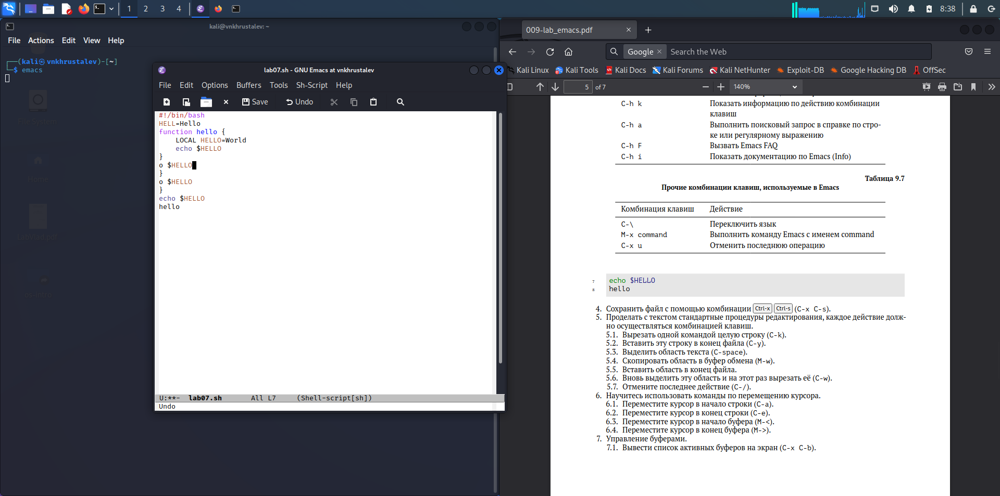 1 2 3 4 8:38
kali@vnkhrustalev: ~
File Actions Edit View Help
(kali㉿vnkhrustalev)-[~]
$ emacs
File System
Home
LabVlad.pdf
os-intro
lab07.sh - GNU Emacs at vnkhrustalev
File Edit Options Buffers Tools Sh-Script Help
Save Undo
#!/bin/bash
HELL=Hello
function hello {
    LOCAL HELLO=World
    echo $HELLO
}
o $HELLO
}
o $HELLO
}
echo $HELLO
hello
U:**- lab07.sh All L7 (Shell-script[sh])
Undo
009-lab_emacs.pdf
Google Search the Web
Kali Linux Kali Tools Kali Docs Kali Forums Kali NetHunter Exploit-DB Google Hacking DB OffSec
5 of 7 140%
C-h k Показать информацию по действию комбинации
клавиш
C-h a Выполнить поисковый запрос в справке по стро-
ке или регулярному выражению
C-h F Вызвать Emacs FAQ
C-h i Показать документацию по Emacs (Info)
Таблица 9.7
Прочие комбинации клавиш, используемые в Emacs
Комбинация клавиш Действие
C-\ Переключить язык
M-x command Выполнить команду Emacs с именем command
C-x u Отменить последнюю операцию
7 echo $HELLO
8 hello
4. Сохранить файл с помощью комбинации Ctrl-x Ctrl-s (C-x C-s).
5. Проделать с текстом стандартные процедуры редактирования, каждое действие долж-
но осуществляться комбинацией клавиш.
5.1. Вырезать одной командой целую строку (C-k).
5.2. Вставить эту строку в конец файла (C-y).
5.3. Выделить область текста (C-space).
5.4. Скопировать область в буфер обмена (M-w).
5.5. Вставить область в конец файла.
5.6. Вновь выделить эту область и на этот раз вырезать её (C-w).
5.7. Отмените последнее действие (C-/).
6. Научитесь использовать команды по перемещению курсора.
6.1. Переместите курсор в начало строки (C-a).
6.2. Переместите курсор в конец строки (C-e).
6.3. Переместите курсор в начало буфера (M-<).
6.4. Переместите курсор в конец буфера (M->).
7. Управление буферами.
7.1. Вывести список активных буферов на экран (C-x C-b).